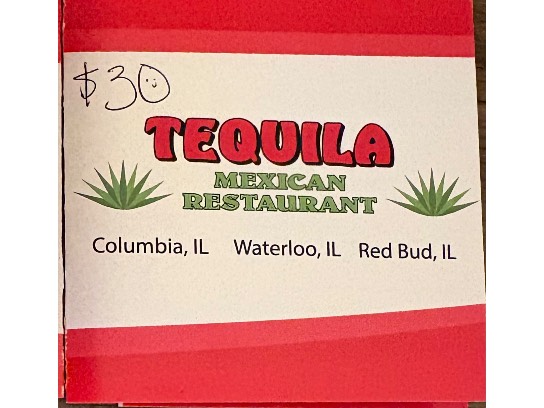 $30
TEQUILA
MEXICAN
RESTAURANT
Columbia, IL Waterloo, IL Red Bud, IL